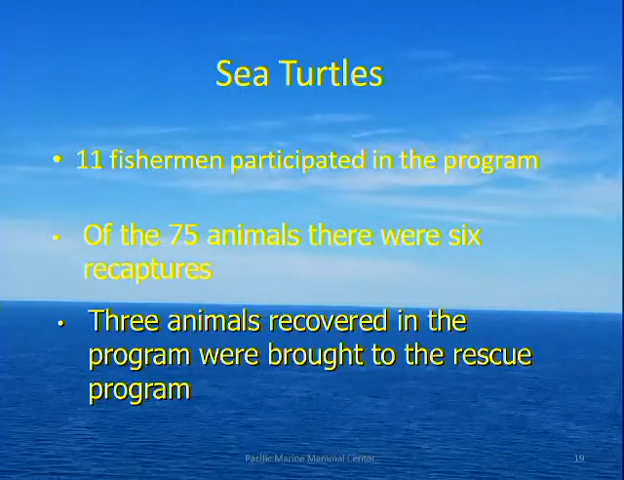 Sea Turtles
• 11 fishermen participated in the program
• Of the 75 animals there were six
recaptures
• Three animals recovered in the
program were brought to the rescue
program
Pacific Marine Mammal Center
19